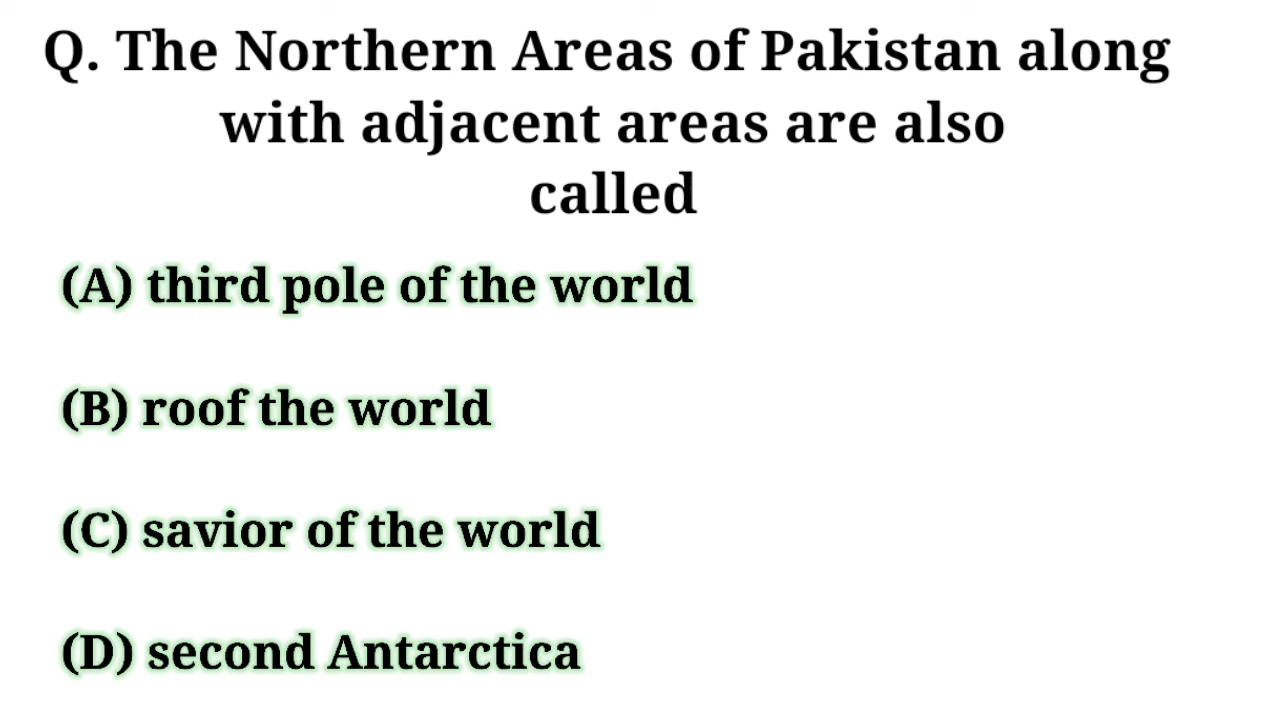 Q. The Northern Areas of Pakistan along
with adjacent areas are also
called
(A) third pole of the world
(B) roof the world
(C) savior of the world
(D) second Antarctica